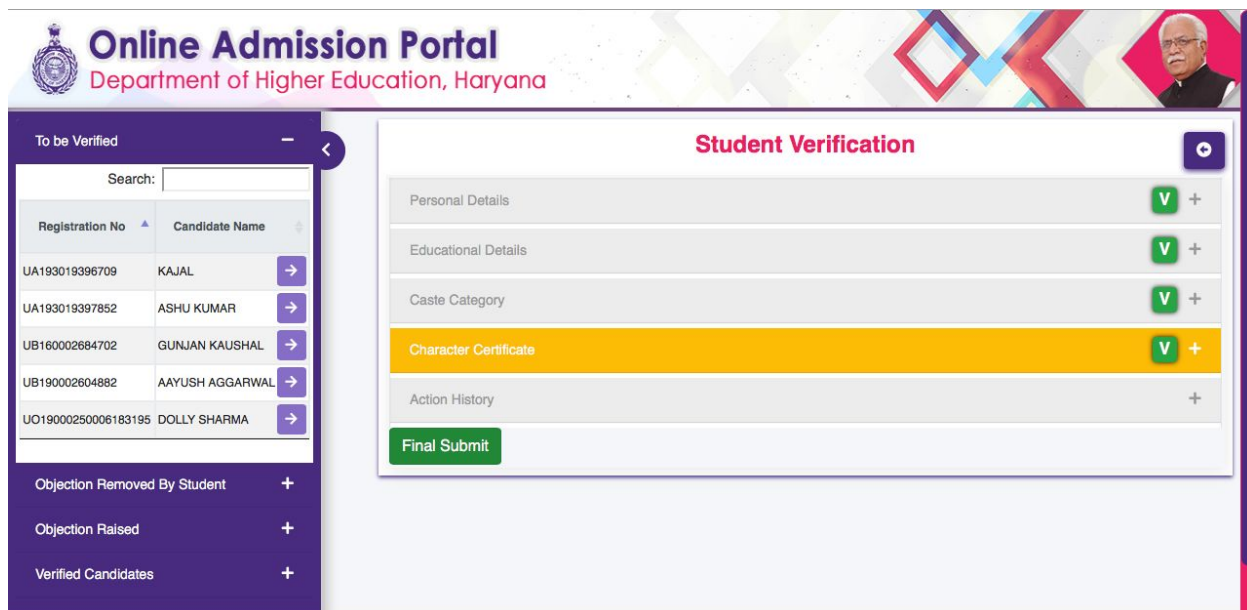 Online Admission Portal
Department of Higher Education, Haryana
To be Verified
Search:
Registration No Candidate Name
UA193019396709 KAJAL
UA193019397852 ASHU KUMAR
UB160002684702 GUNJAN KAUSHAL
UB190002604882 AAYUSH AGGARWAL
UO19000250006183195 DOLLY SHARMA
Objection Removed By Student
Objection Raised
Verified Candidates
Student Verification
Personal Details V
Educational Details V
Caste Category V
Character Certificate V
Action History
Final Submit